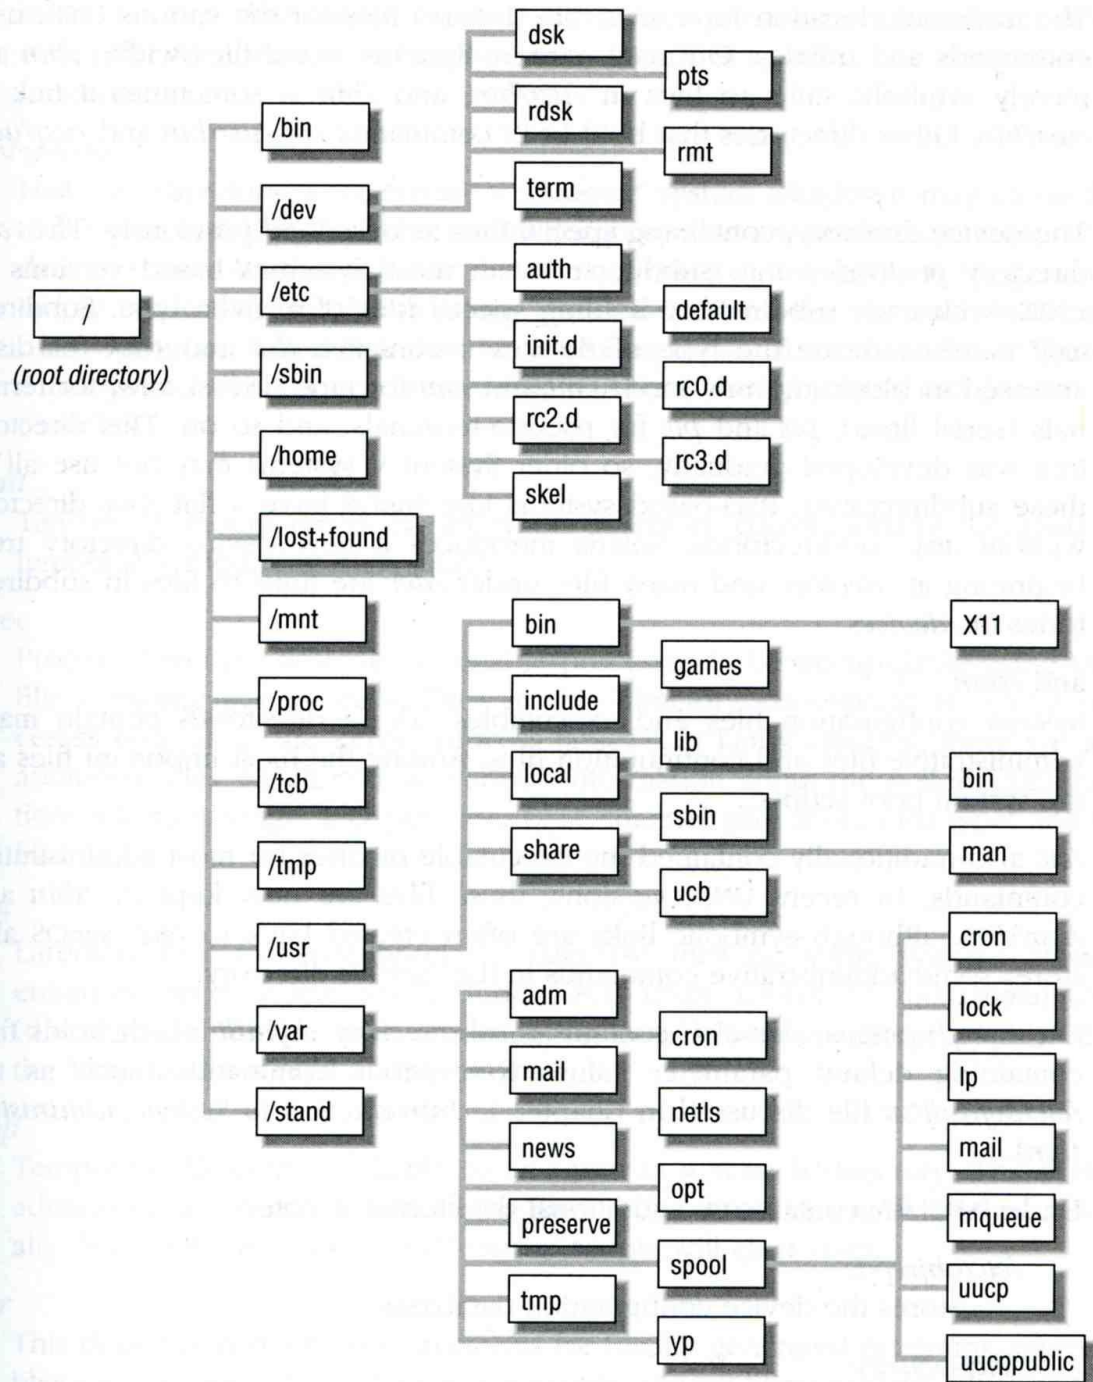 dsk
pts
rdsk
/bin
rmt
term
/dev
auth
/etc
default
/
init.d
(root directory)
/sbin
rc0.d
rc2.d
/home
rc3.d
skel
/lost+found
/mnt
bin
X11
games
include
/proc
lib
local
bin
/tcb
sbin
share
man
/tmp
ucb
/usr
cron
adm
lock
/var
cron
mail
lp
/stand
netls
news
mail
opt
preserve
mqueue
spool
uucp
tmp
yp
uucppublic